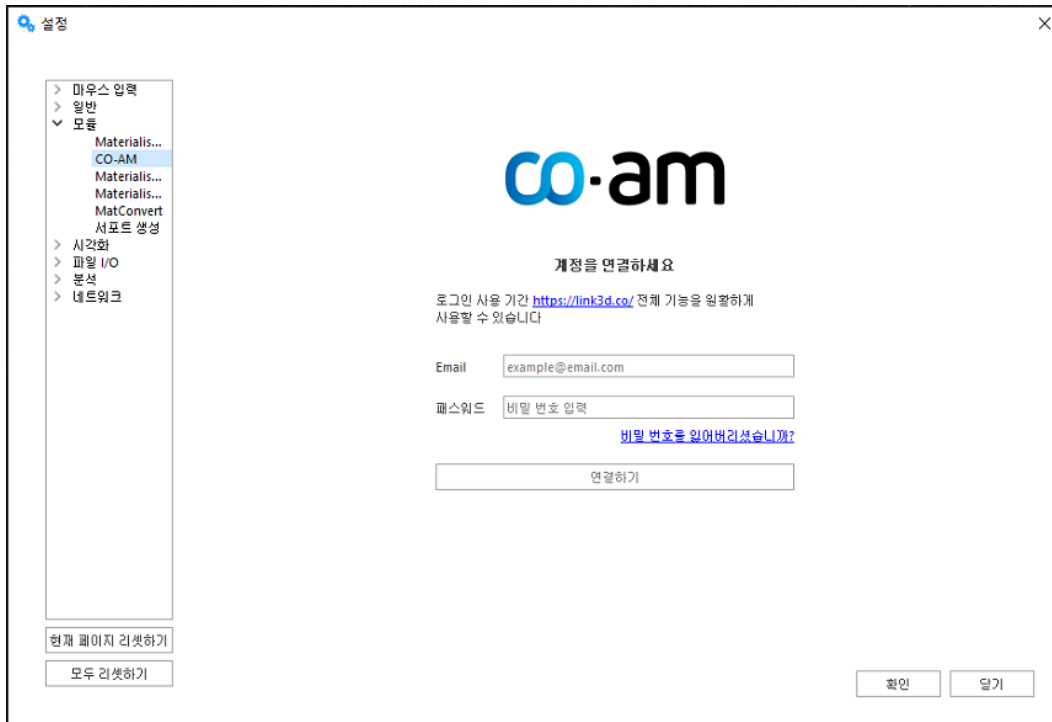 설정
마우스 입력
일반
모듈
Materialis...
CO-AM
Materialis...
Materialis...
MatConvert
서포트 생성
시각화
파일 I/O
분석
네트워크
현재 페이지 리셋하기
모두 리셋하기
co·am
계정을 연결하세요
로그인 사용 기간 https://link3d.co/ 전체 기능을 원활하게
사용할 수 있습니다
Email example@email.com
패스워드 비밀 번호 입력
비밀 번호를 잃어버리셨습니까?
연결하기
확인 닫기